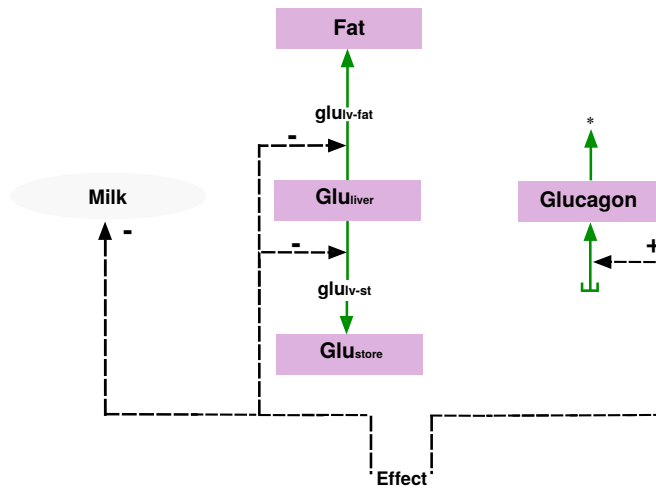 Fat
glulv-fat
-
*
Milk
Gluliver
Glucagon
-
-
+
glulv-st
Glustore
Effect